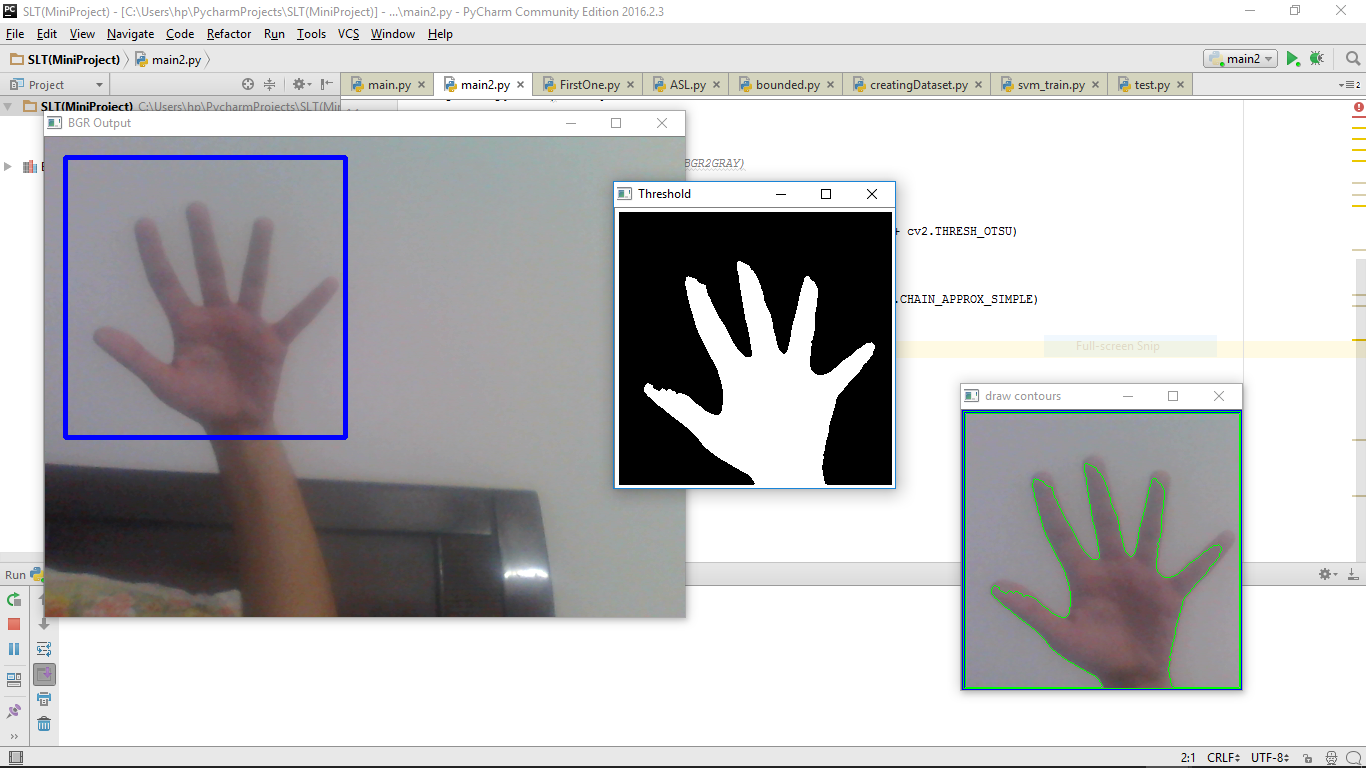 SLT(MiniProject) - [C:\Users\hp\PycharmProjects\SLT(MiniProject)] - ...\main2.py - PyCharm Community Edition 2016.2.3
File Edit View Navigate Code Refactor Run Tools VCS Window Help
SLT(MiniProject) main2.py main2
Project main.py main2.py FirstOne.py ASL.py bounded.py creatingDataset.py svm_train.py test.py
SLT(MiniProject) C:\Users\hp\PycharmProjects\SLT(Mi
BGR Output
BGR2GRAY)
Threshold
+ cv2.THRESH_OTSU)
.CHAIN_APPROX_SIMPLE)
Full-screen Snip
draw contours
Run
2:1 CRLF UTF-8